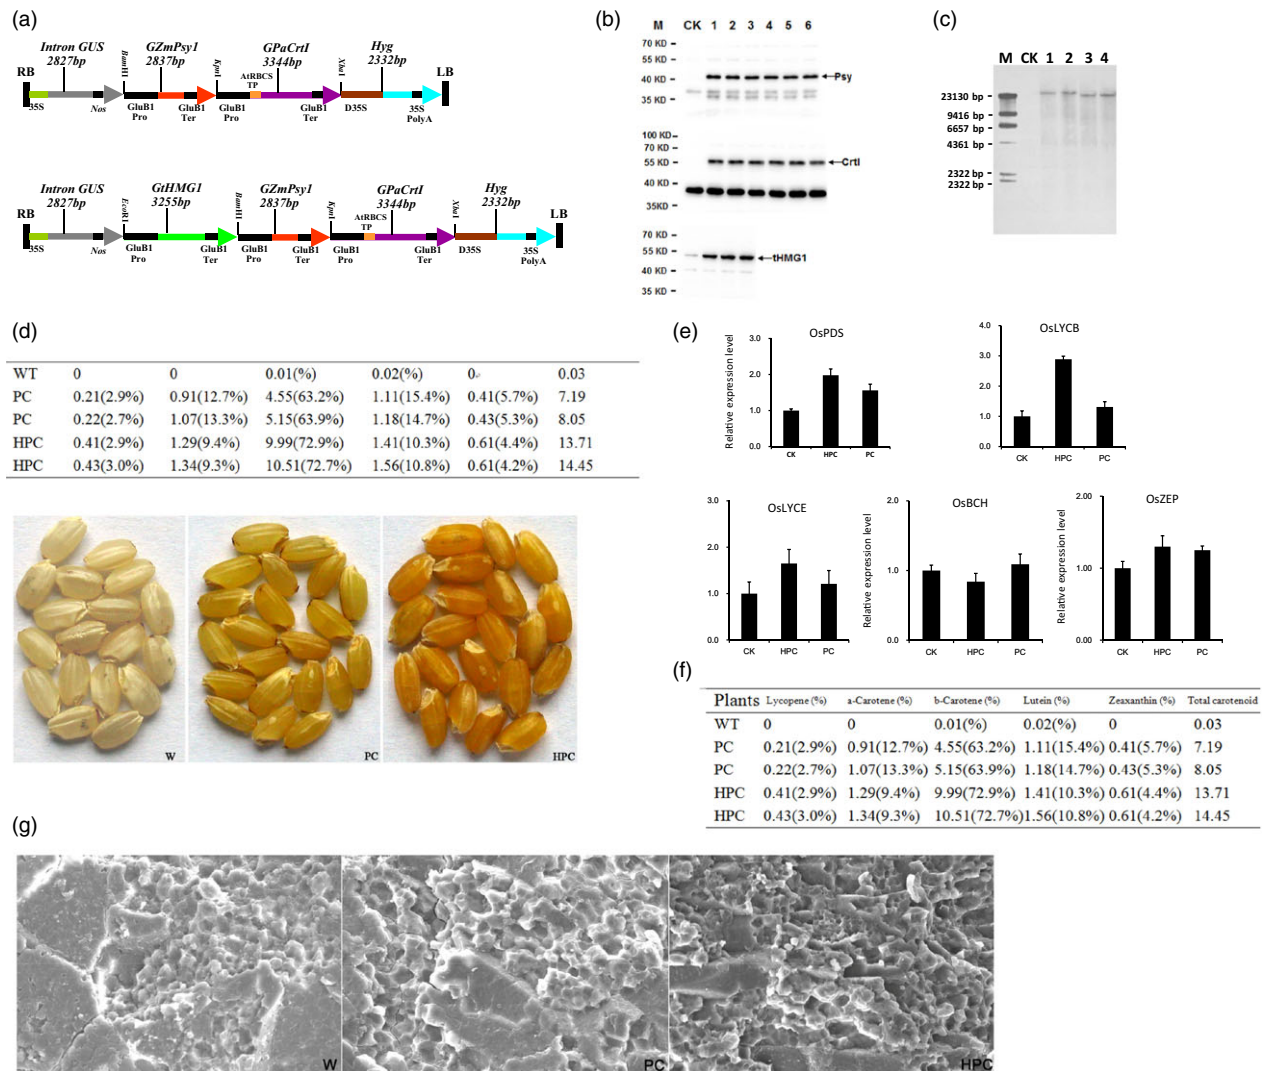 (a)
Intron GUS GZmPsy1 GPaCrtI Hyg
2827bp 2837bp 3344bp 2332bp
RB BamHI KpnI AtRBCS TP XbaI LB
35S Nos GluB1 Pro GluB1 Ter GluB1 Pro GluB1 Ter D35S 35S PolyA
Intron GUS GtHMG1 GZmPsy1 GPaCrtI Hyg
2827bp 3255bp 2837bp 3344bp 2332bp
RB EcoRI BamHI KpnI AtRBCS TP XbaI LB
35S Nos GluB1 Pro GluB1 Ter GluB1 Pro GluB1 Ter GluB1 Pro GluB1 Ter D35S 35S PolyA
(b)
M CK 1 2 3 4 5 6
70 KD
55 KD
40 KD Psy
35 KD
100 KD
70 KD
55 KD CrtI
40 KD
35KD
70 KD
55 KD tHMG1
40 KD
35 KD
(c)
M CK 1 2 3 4
23130 bp
9416 bp
6657 bp
4361 bp
2322 bp
2322 bp
(d)
WT 0 0 0.01(%) 0.02(%) 0 0.03
PC 0.21(2.9%) 0.91(12.7%) 4.55(63.2%) 1.11(15.4%) 0.41(5.7%) 7.19
PC 0.22(2.7%) 1.07(13.3%) 5.15(63.9%) 1.18(14.7%) 0.43(5.3%) 8.05
HPC 0.41(2.9%) 1.29(9.4%) 9.99(72.9%) 1.41(10.3%) 0.61(4.4%) 13.71
HPC 0.43(3.0%) 1.34(9.3%) 10.51(72.7%) 1.56(10.8%) 0.61(4.2%) 14.45
W PC HPC
(e)
OsPDS
Relative expression level
3.0
2.0
1.0
0.0
CK HPC PC
OsLYCB
4.0
3.0
2.0
1.0
0.0
CK HPC PC
OsLYCE
Relative expression level
3.0
2.0
1.0
0.0
CK HPC PC
OsBCH
Relative expression level
2.0
1.0
0.0
CK HPC PC
OsZEP
Relative expression level
2.00
1.00
0.00
CK HPC PC
(f)
Plants Lycopene (%) a-Carotene (%) b-Carotene (%) Lutein (%) Zeaxanthin (%) Total carotenoid
WT 0 0 0.01(%) 0.02(%) 0 0.03
PC 0.21(2.9%) 0.91(12.7%) 4.55(63.2%) 1.11(15.4%) 0.41(5.7%) 7.19
PC 0.22(2.7%) 1.07(13.3%) 5.15(63.9%) 1.18(14.7%) 0.43(5.3%) 8.05
HPC 0.41(2.9%) 1.29(9.4%) 9.99(72.9%) 1.41(10.3%) 0.61(4.4%) 13.71
HPC 0.43(3.0%) 1.34(9.3%) 10.51(72.7%) 1.56(10.8%) 0.61(4.2%) 14.45
(g)
W PC HPC